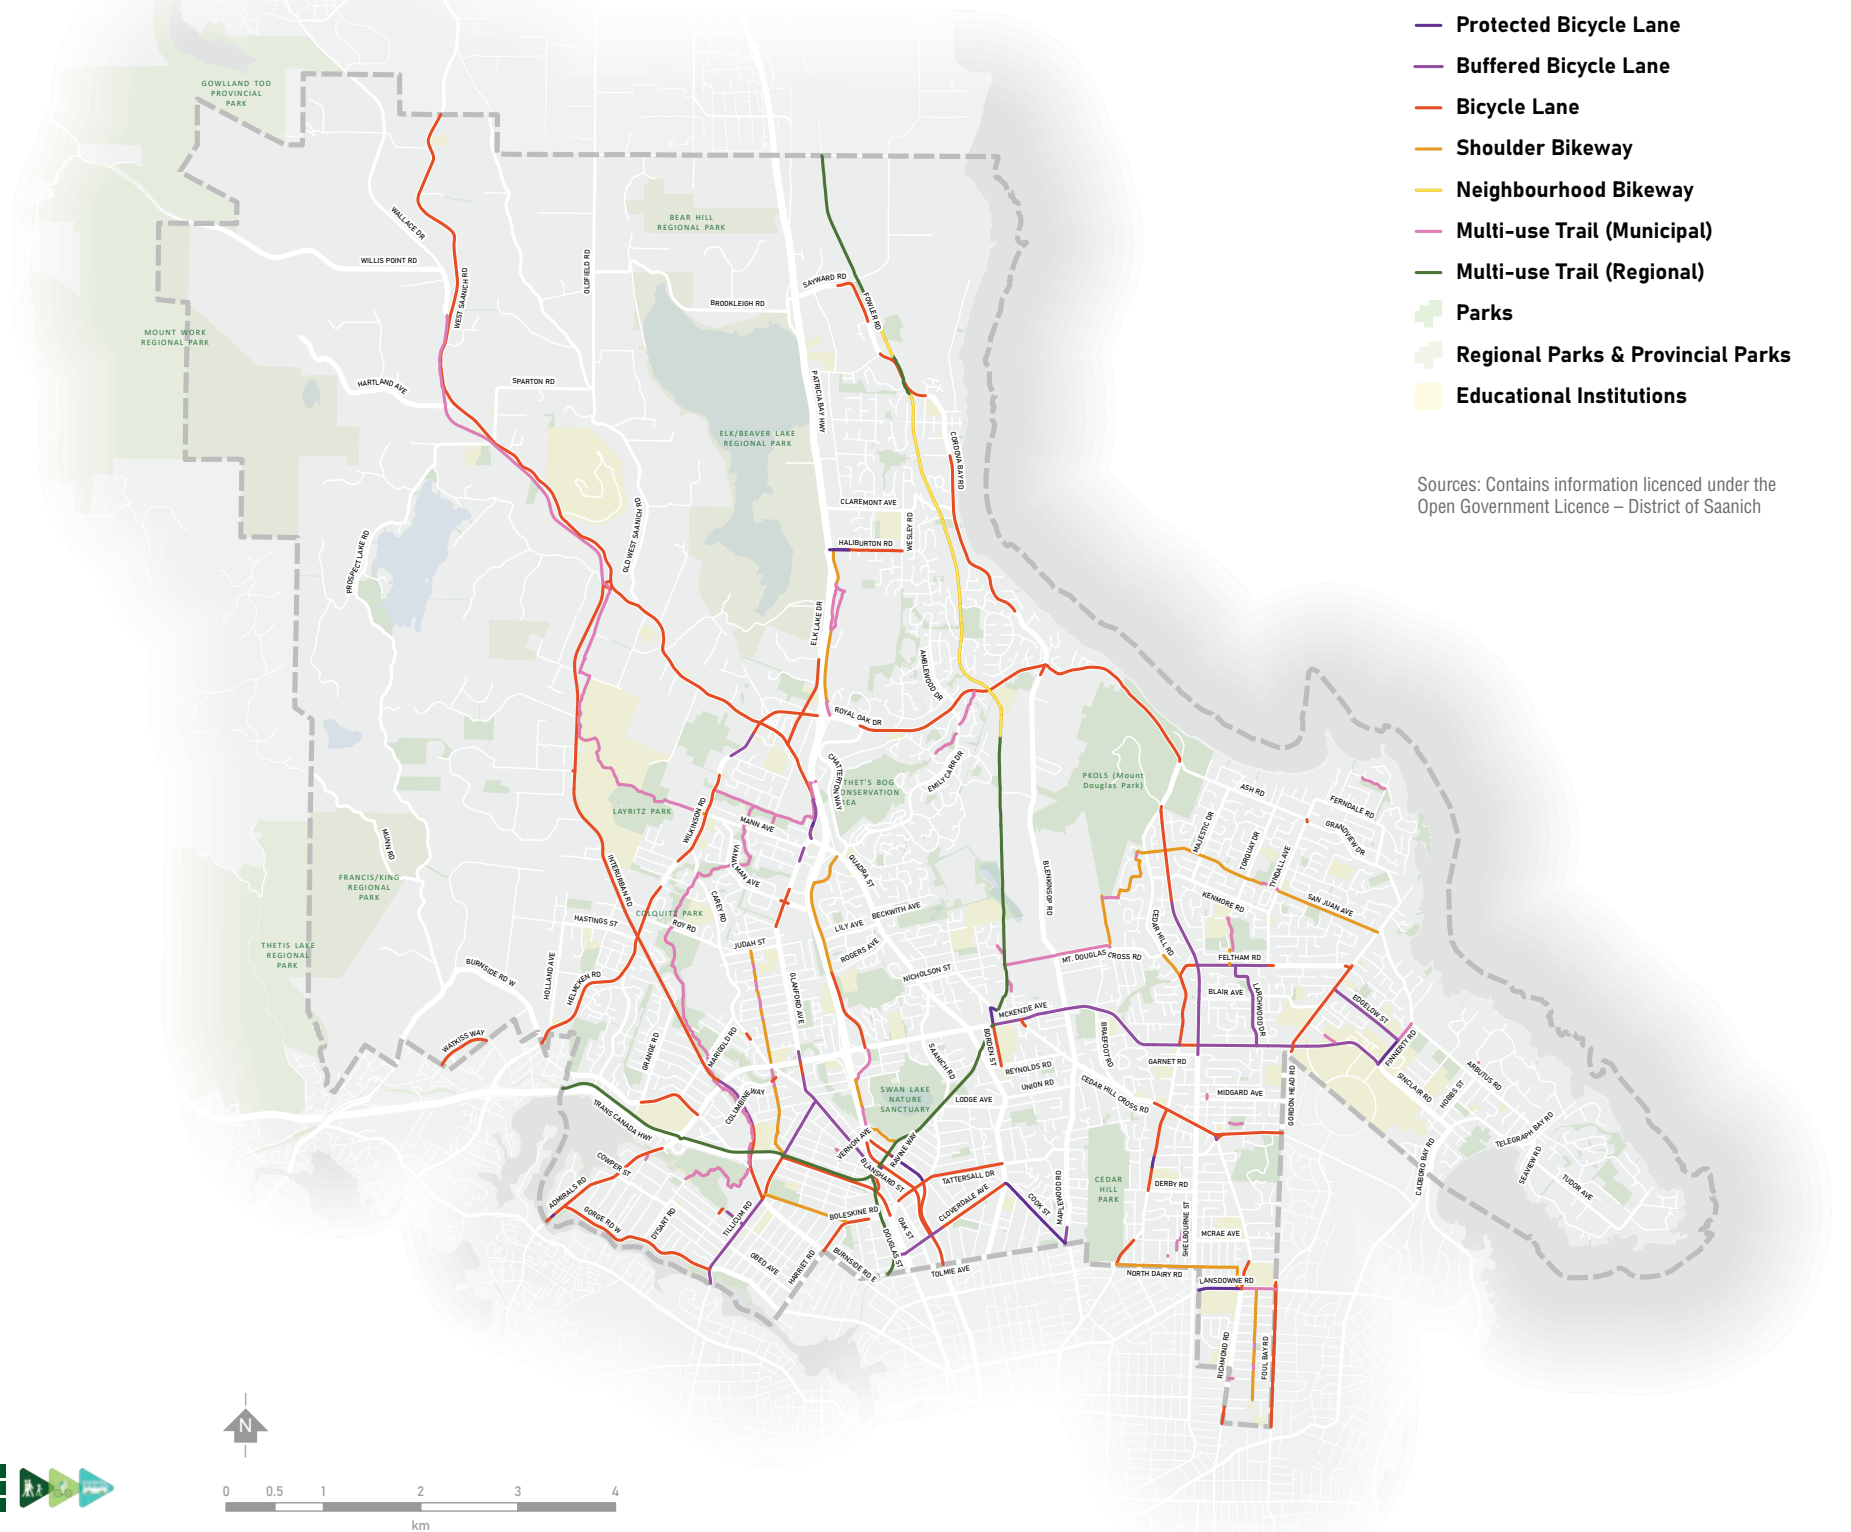 Protected Bicycle Lane
Buffered Bicycle Lane
Bicycle Lane
Shoulder Bikeway
Neighbourhood Bikeway
Multi-use Trail (Municipal)
Multi-use Trail (Regional)
Parks
Regional Parks & Provincial Parks
Educational Institutions
Sources: Contains information licenced under the
Open Government Licence – District of Saanich
GOWLLAND TOD
PROVINCIAL
PARK
BEAR HILL
REGIONAL PARK
WALLACE DR
WILLIS POINT RD
WEST SAANICH RD
OLDFIELD RD
SAYWARD RD
BROOKLEIGH RD
FOWLER RD
MOUNT WORK
REGIONAL PARK
HARTLAND AVE
SPARTON RD
PATRICIA BAY HWY
ELK/BEAVER LAKE
REGIONAL PARK
CORDOVA BAY RD
CLAREMONT AVE
WESLEY RD
HALIBURTON RD
OLD WEST SAANICH RD
PROSPECT LAKE RD
ELK LAKE DR
AMBLEWOOD DR
ROYAL OAK DR
CHATTERTON WAY
EMILY CARR DR
THET'S BOG
ONSERVATION
REA
PKOLS (Mount
Douglas Park)
ASH RD
FERNDALE RD
GRANDVIEW DR
MAJESTIC DR
TORQUAY DR
TYNDALL AVE
LAYRITZ PARK
WILKINSON RD
MANN AVE
VANALMAN AVE
QUADRA ST
MUNN RD
INTERURBAN RD
BLENKINSOP RD
FRANCIS/KING
REGIONAL
PARK
KENMORE RD
SAN JUAN AVE
COLQUITZ PARK
HASTINGS ST
ROY RD
CAREY RD
LILY AVE
BECKWITH AVE
JUDAH ST
ROGERS AVE
CEDAR HILL RD
THETIS LAKE
REGIONAL
PARK
BURNSIDE RD W
HOLLAND AVE
HELMCKEN RD
GLANFORD AVE
NICHOLSON ST
MT. DOUGLAS CROSS RD
FELTHAM RD
BLAIR AVE
LARCHWOOD DR
EDGELOW ST
MCKENZIE AVE
BORDEN ST
BRAEFOOT RD
FINNERTY RD
WATKISS WAY
GRANGE RD
MARIGOLD RD
SAANICH RD
REYNOLDS RD
UNION RD
GARNET RD
ARBUTUS RD
SINCLAIR RD
HOBBS ST
COLUMBINE WAY
SWAN LAKE
NATURE
SANCTUARY
LODGE AVE
CEDAR HILL CROSS RD
MIDGARD AVE
GORDON HEAD RD
TRANS CANADA HWY
VERNON AVE
RAVINE WAY
TELEGRAPH BAY RD
CADBORO BAY RD
SEAVIEW RD
TUDOR AVE
COWPER ST
BLANSHARD ST
TATTERSALL DR
ADMIRALS RD
CLOVERDALE AVE
COOK ST
MAPLEWOOD RD
CEDAR
HILL
PARK
DERBY RD
GORGE RD W
DYSART RD
TILLICUM RD
BOLESKINE RD
OAK ST
DOUGLAS ST
SHELBOURNE ST
MCRAE AVE
OBED AVE
HARRIET RD
BURNSIDE RD E
TOLMIE AVE
NORTH DAIRY RD
LANSDOWNE RD
RICHMOND RD
FOUL BAY RD
N
0 0.5 1 2 3 4
km